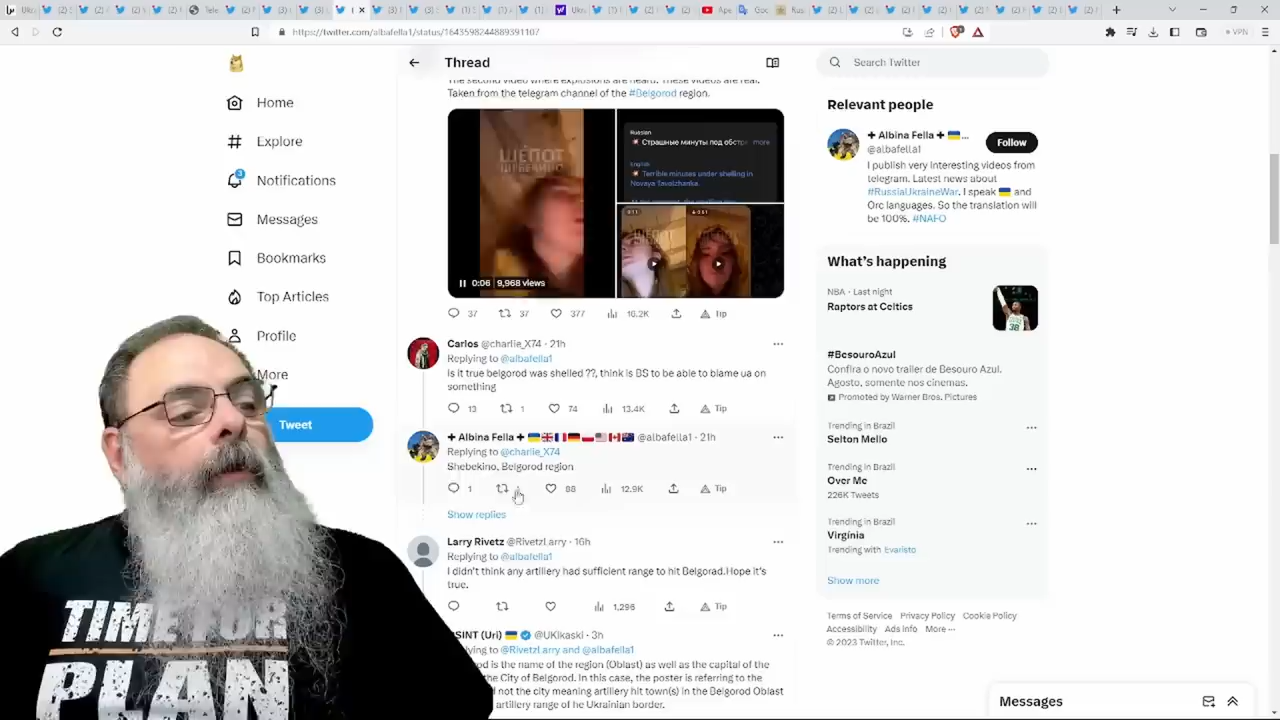 https://twitter.com/albafella1/status/1643598244889391107
VPN
Home
Explore
3
Notifications
Messages
Bookmarks
Top Articles
Profile
More
Tweet
Thread
The second video where explosions are heard. These videos are real.
Taken from the telegram channel of the #Belgorod region.
ШЁПОТ
ШЕБЕКИНО
Russian
Страшные минуты под обстр more
English
Terrible minutes under shelling in
Novaya Tavolzhanka.
0:06 9,968 views
37 37 377 16.2K Tip
Carlos @charlie_X74 · 21h
Replying to @albafella1
Is it true belgorod was shelled ??, think is BS to be able to blame ua on
something
13 1 74 13.4K Tip
Albina Fella @albafella1 · 21h
Replying to @charlie_X74
Shebekino, Belgorod region
1 88 12.9K Tip
Show replies
Larry Rivetz @RivetzLarry · 16h
Replying to @albafella1
I didn't think any artillery had sufficient range to hit Belgorad.Hope it's
true.
1,296 Tip
SINT (Uri) @UKikaski · 3h
lying to @RivetzLarry and @albafella1
od is the name of the region (Oblast) as well as the capital of the
the City of Belgorod. In this case, the poster is referring to the
not the city meaning artillery hit town(s) in the Belgorod Oblast
artillery range of he Ukrainian border.
Search Twitter
Relevant people
Albina Fella ...
@albafella1
Follow
I publish very Interesting videos from
telegram. Latest news about
#RussiaUkraineWar. I speak and
Orc languages. So the translation will
be 100%. #NAFO
What's happening
NBA · Last night
Raptors at Celtics
#BesouroAzul
Confira o novo trailer de Besouro Azul.
Agosto, somente nos cinemas.
Promoted by Warner Bros. Pictures
Trending in Brazil
Selton Mello
Trending in Brazil
Over Me
226K Tweets
Trending in Brazil
Virgínia
Trending with Evaristo
Show more
Terms of Service Privacy Policy Cookie Policy
Accessibility Ads info More ···
© 2023 Twitter, Inc.
Messages
TIME
PLAN